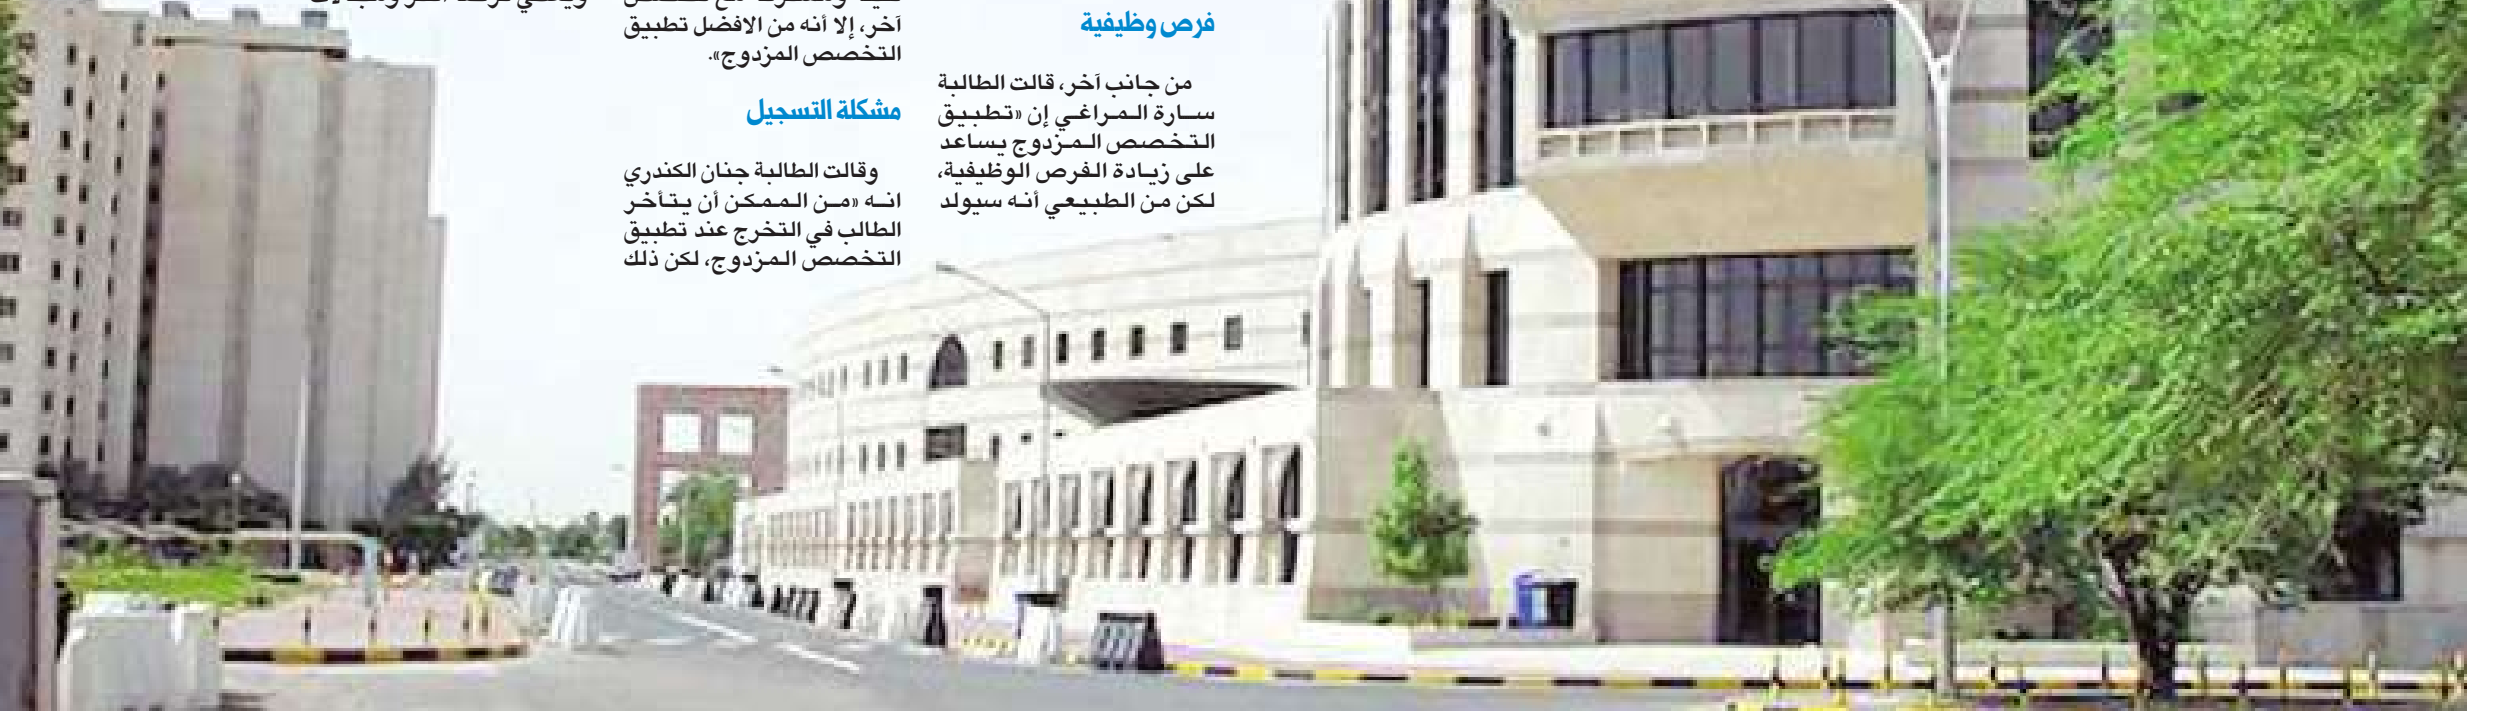 فرص وظيفية
من جانب آخر، قالت الطالبة
سارة المراغي إن «تطبيق
التخصص المزدوج يساعد
على زيادة الفرص الوظيفية،
لكن من الطبيعي أنه سيولد
آخر، إلا أنه من الافضل تطبيق
التخصص المزدوج».
مشكلة التسجيل
وقالت الطالبة جنان الكندري
انه «من الممكن أن يتأخر
الطالب في التخرج عند تطبيق
التخصص المزدوج، لكن ذلك